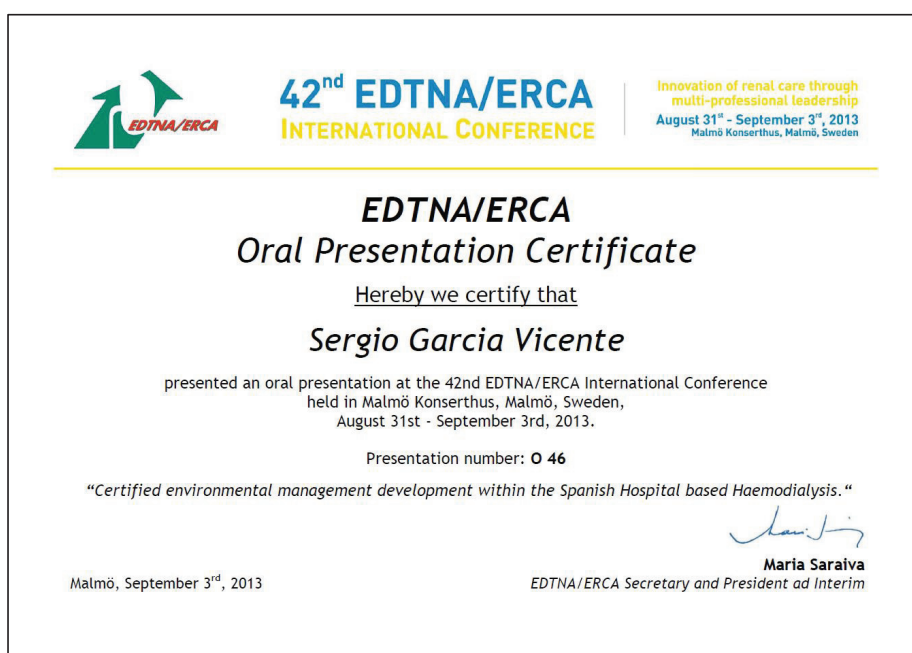 EDTNA/ERCA
42nd EDTNA/ERCA
INTERNATIONAL CONFERENCE
Innovation of renal care through
multi-professional leadership
August 31st - September 3rd, 2013
Malmö Konserthus, Malmö, Sweden
EDTNA/ERCA
Oral Presentation Certificate
Hereby we certify that
Sergio Garcia Vicente
presented an oral presentation at the 42nd EDTNA/ERCA International Conference
held in Malmö Konserthus, Malmö, Sweden,
August 31st - September 3rd, 2013.
Presentation number: O 46
“Certified environmental management development within the Spanish Hospital based Haemodialysis.“
Maria Saraiva
Malmö, September 3rd, 2013
EDTNA/ERCA Secretary and President ad Interim